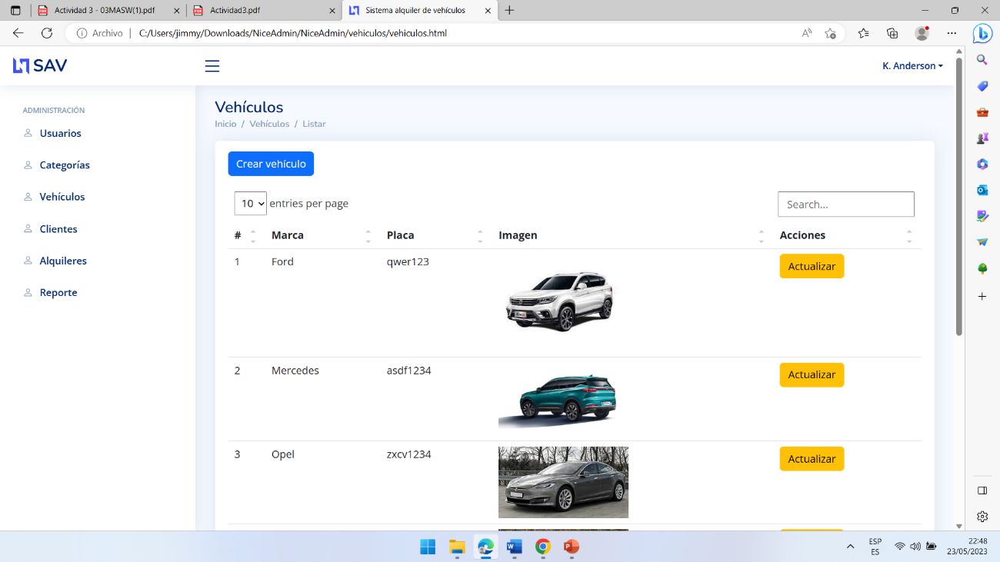 Actividad 3 - 03MASW(1).pdf
Actividad3.pdf
Sistema alquiler de vehículos
Archivo
C:/Users/jimmy/Downloads/NiceAdmin/NiceAdmin/vehiculos/vehiculos.html
SAV
K. Anderson
ADMINISTRACIÓN
Usuarios
Categorías
Vehículos
Clientes
Alquileres
Reporte
Vehículos
Inicio / Vehículos / Listar
Crear vehículo
10 entries per page
Search...
# Marca Placa Imagen Acciones
1 Ford qwer123 Actualizar
2 Mercedes asdf1234 Actualizar
3 Opel zxcv1234 Actualizar
ESP
ES
22:48
23/05/2023